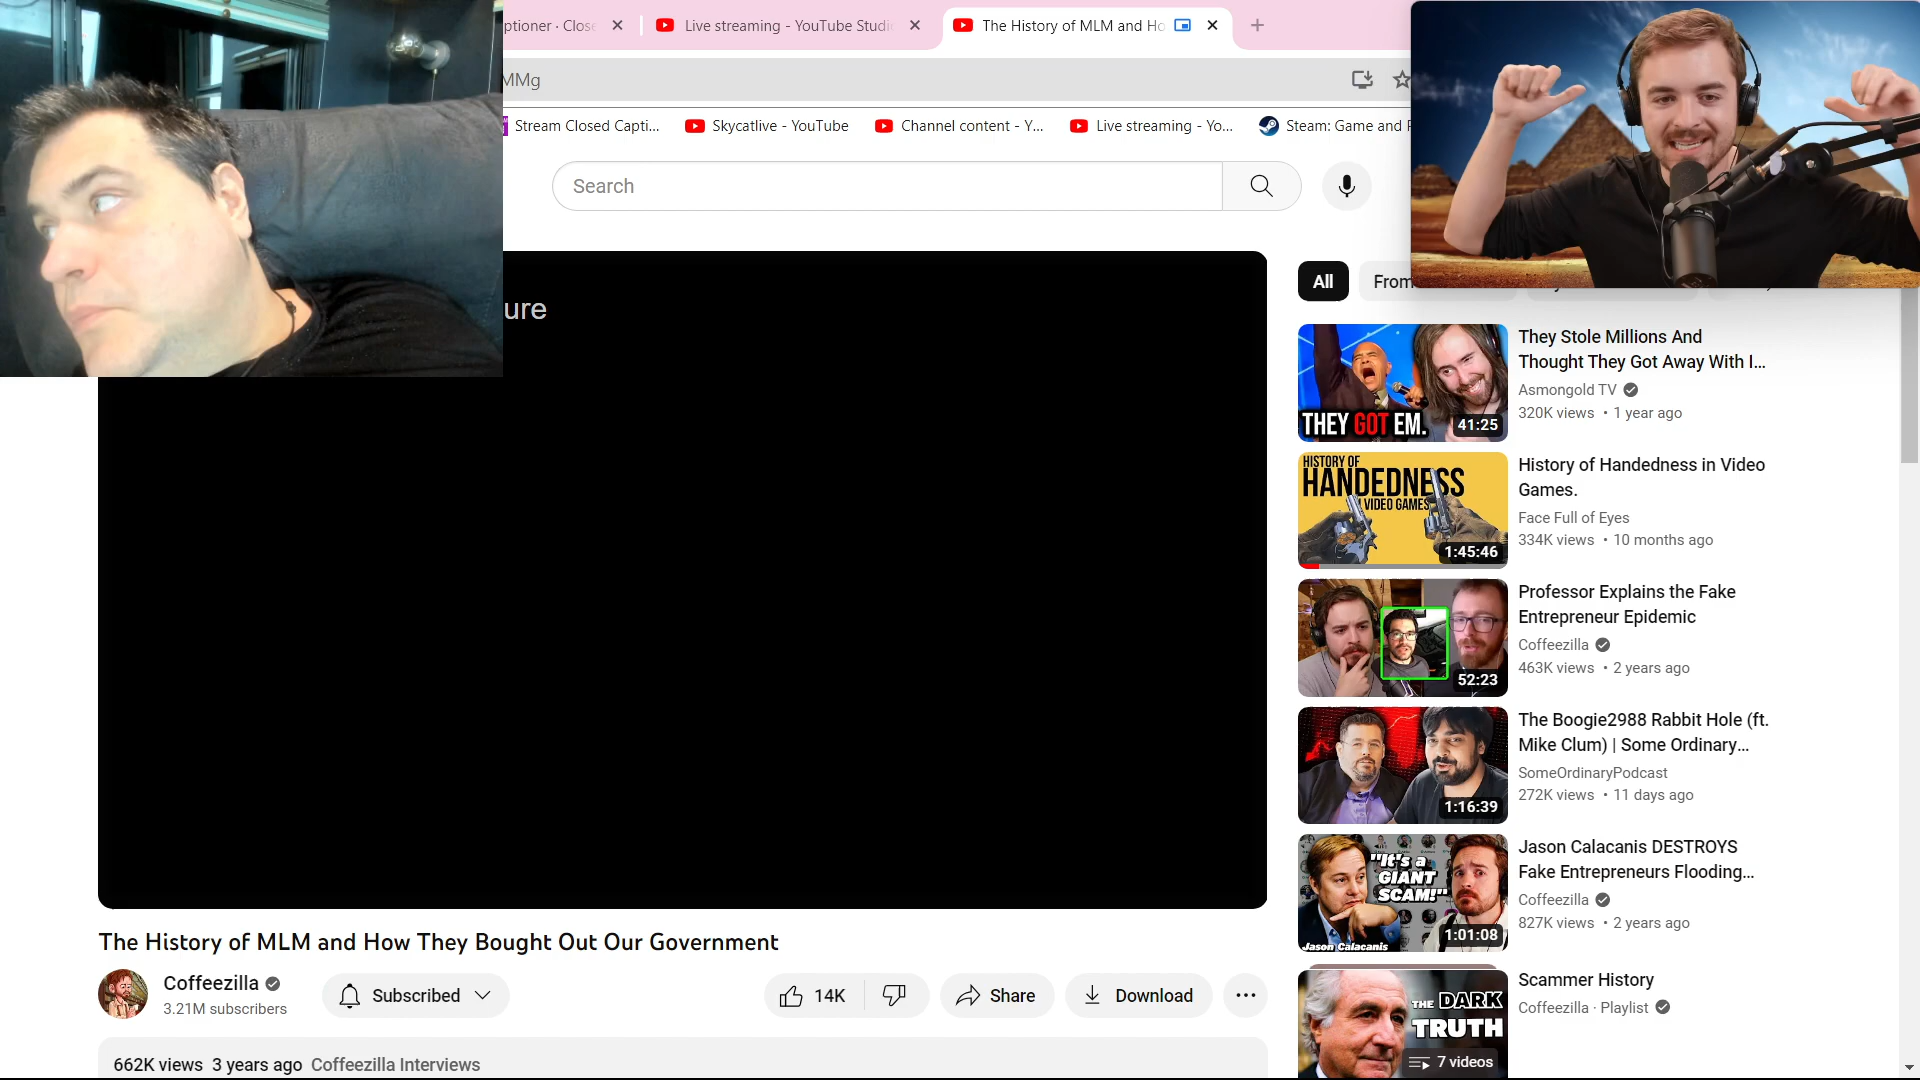 ptioner · Close
Live streaming - YouTube Studi
The History of MLM and Ho
MMg
Stream Closed Capti...
Skycatlive - YouTube
Channel content - Y...
Live streaming - Yo...
Steam: Game and P
Search
ure
All
From
They Stole Millions And
Thought They Got Away With I...
Asmongold TV
320K views • 1 year ago
THEY GOT EM.
41:25
History of Handedness in Video
Games.
Face Full of Eyes
334K views • 10 months ago
HISTORY OF
HANDEDNESS
VIDEO GAMES
1:45:46
Professor Explains the Fake
Entrepreneur Epidemic
Coffeezilla
463K views • 2 years ago
52:23
The Boogie2988 Rabbit Hole (ft.
Mike Clum) | Some Ordinary...
SomeOrdinaryPodcast
272K views • 11 days ago
1:16:39
Jason Calacanis DESTROYS
Fake Entrepreneurs Flooding...
Coffeezilla
827K views • 2 years ago
"It's a
GIANT
SCAM!"
Jason Calacanis
1:01:08
Scammer History
Coffeezilla · Playlist
THE DARK
TRUTH
7 videos
The History of MLM and How They Bought Out Our Government
Coffeezilla
3.21M subscribers
Subscribed
14K
Share
Download
662K views 3 years ago Coffeezilla Interviews